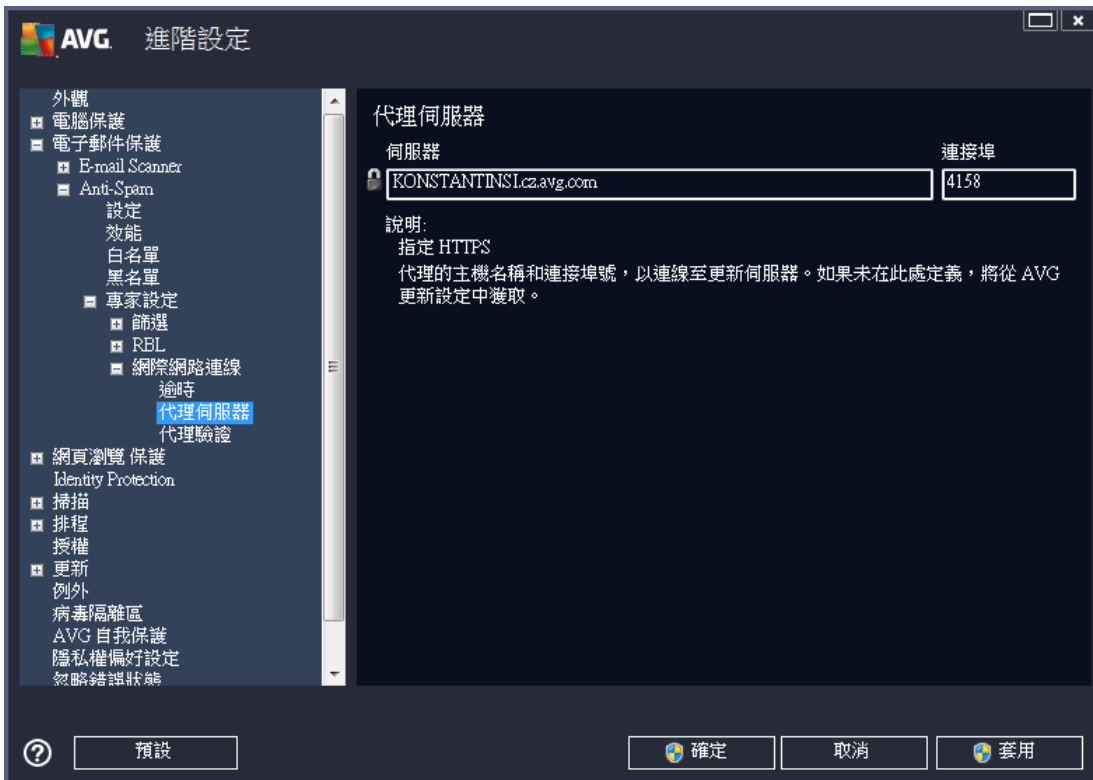 AVG. 進階設定
外觀
電腦保護
電子郵件保護
E-mail Scanner
Anti-Spam
設定
效能
白名單
黑名單
專家設定
篩選
RBL
網際網路連線
逾時
代理伺服器
代理驗證
網頁瀏覽 保護
Identity Protection
掃描
排程
授權
更新
例外
病毒隔離區
AVG 自我保護
隱私權偏好設定
忽略錯誤狀態
代理伺服器
伺服器 連接埠
KONSTANTINSI.cz.avg.com 4158
說明:
指定 HTTPS
代理的主機名稱和連接埠號,以連線至更新伺服器。如果未在此處定義,將從 AVG
更新設定中獲取。
預設 確定 取消 套用